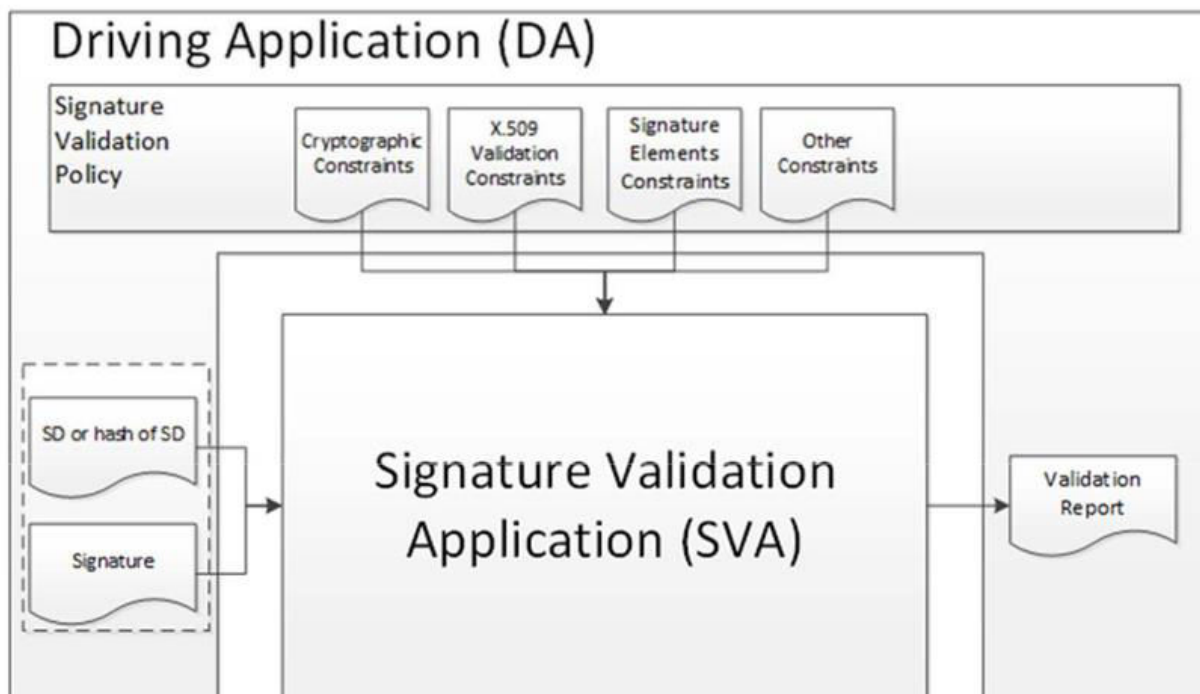 Driving Application (DA)
Signature
Validation
Policy
Cryptographic
Constraints
X.509
Validation
Constraints
Signature
Elements
Constraints
Other
Constraints
SD or hash of SD
Signature
Signature Validation
Application (SVA)
Validation
Report